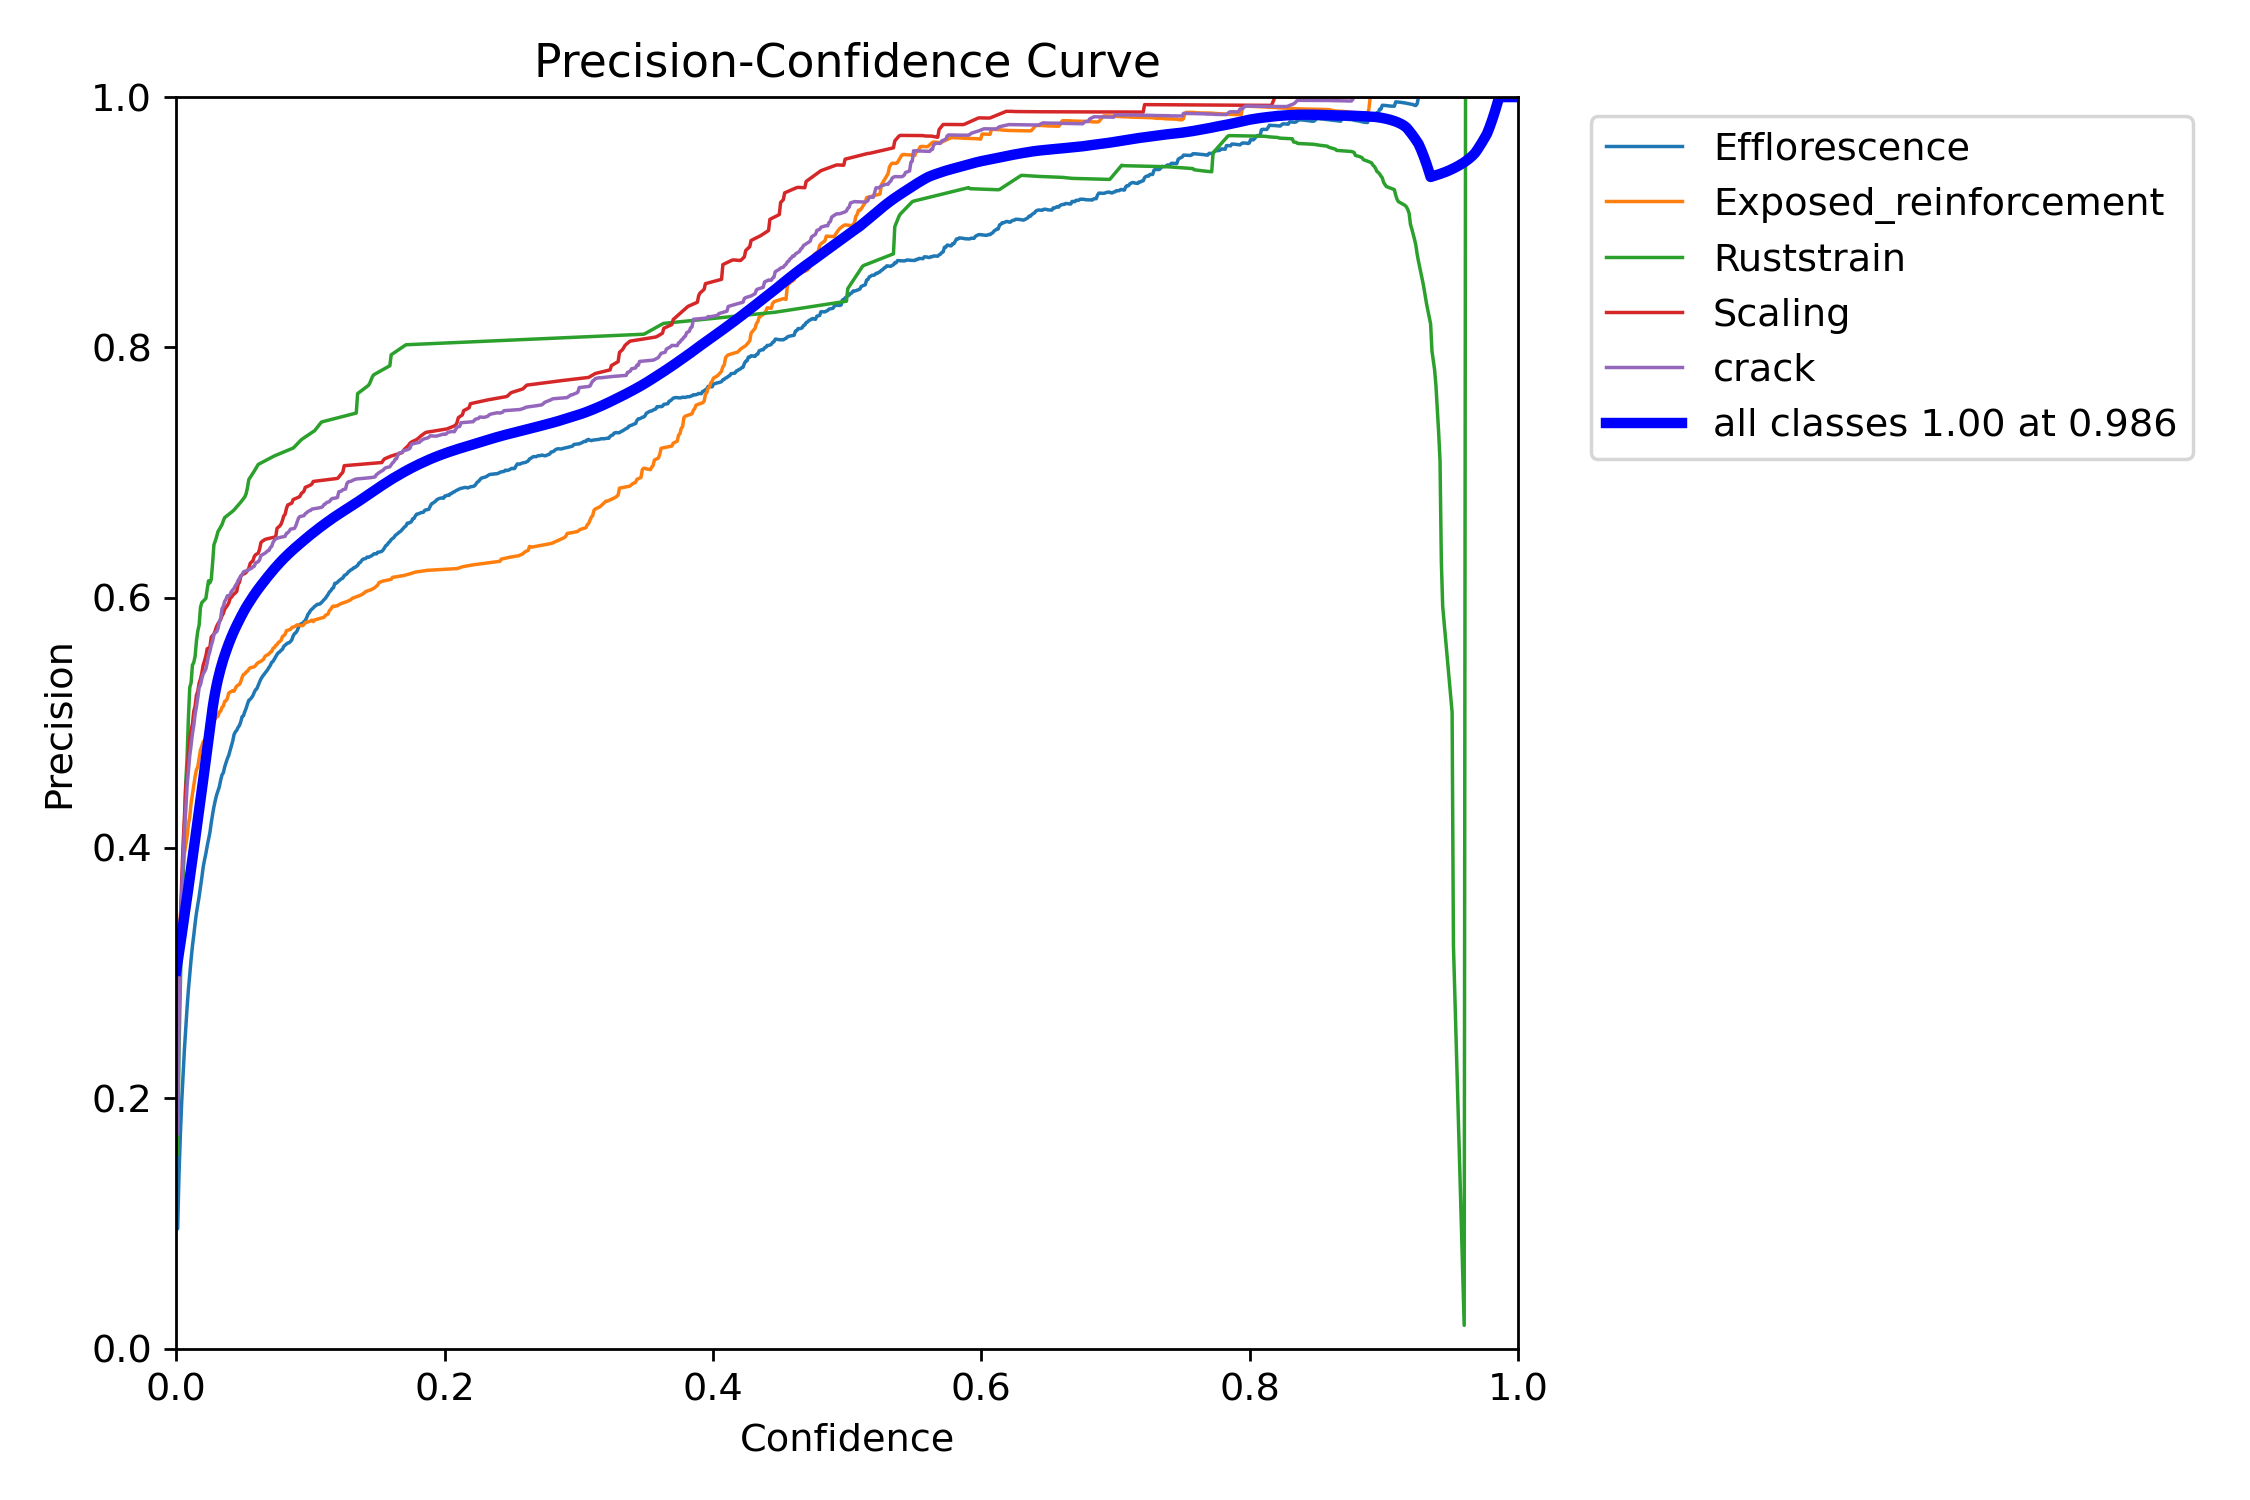 Precision-Confidence Curve
1.0
0.8
0.6
0.4
0.2
0.0
Precision
0.0 0.2 0.4 0.6 0.8 1.0
Confidence
Efflorescence
Exposed_reinforcement
Ruststrain
Scaling
crack
all classes 1.00 at 0.986